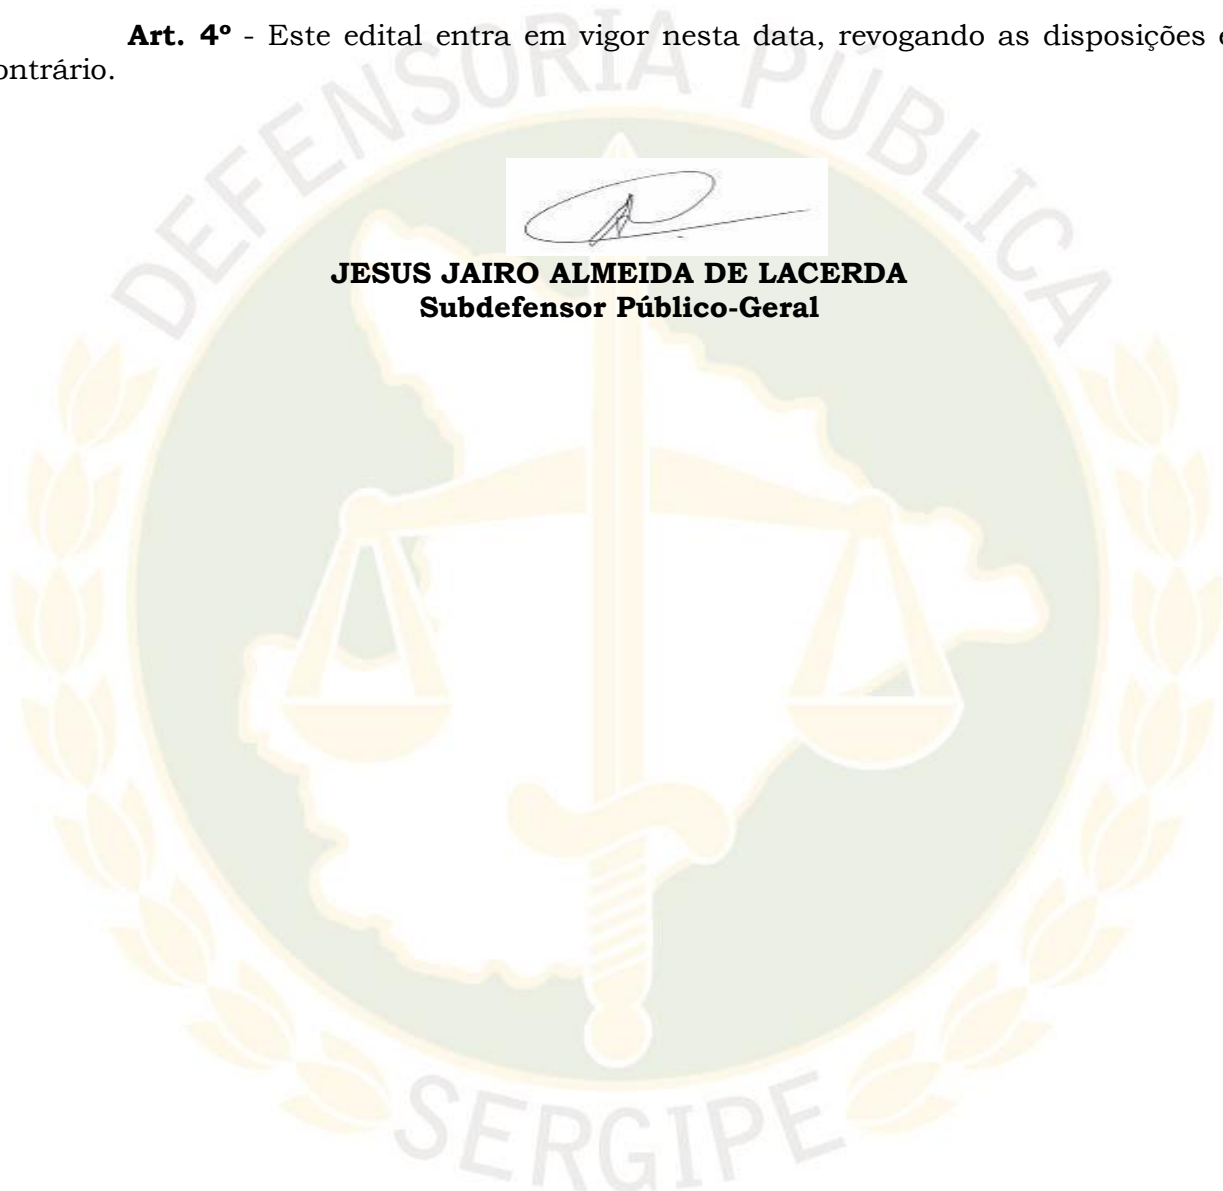 Art. 4º - Este edital entra em vigor nesta data, revogando as disposições e
ontrário.
JESUS JAIRO ALMEIDA DE LACERDA
Subdefensor Público-Geral
DEFENSORIA PÚBLICA
SERGIPE